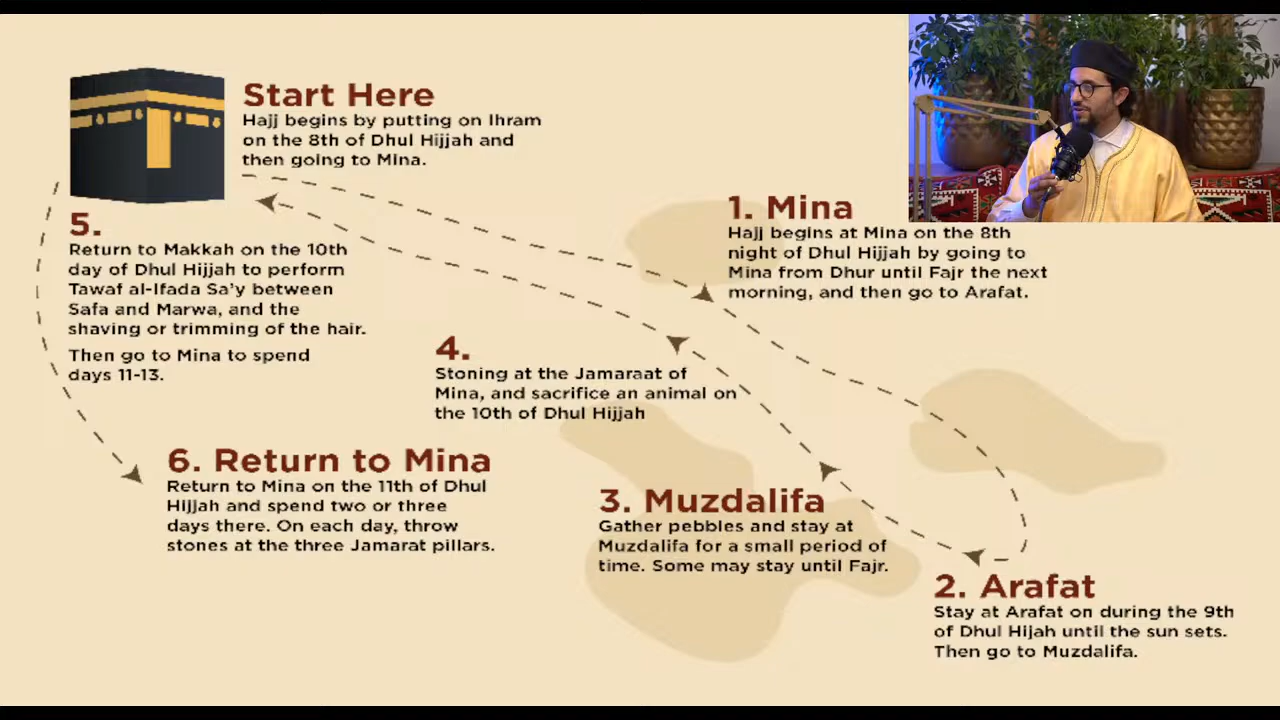 Start Here
Hajj begins by putting on Ihram
on the 8th of Dhul Hijjah and
then going to Mina.
1. Mina
Hajj begins at Mina on the 8th
night of Dhul Hijjah by going to
Mina from Dhur until Fajr the next
morning, and then go to Arafat.
2. Arafat
Stay at Arafat on during the 9th
of Dhul Hijah until the sun sets.
Then go to Muzdalifa.
3. Muzdalifa
Gather pebbles and stay at
Muzdalifa for a small period of
time. Some may stay until Fajr.
4.
Stoning at the Jamaraat of
Mina, and sacrifice an animal on
the 10th of Dhul Hijjah
5.
Return to Makkah on the 10th
day of Dhul Hijjah to perform
Tawaf al-Ifada Sa’y between
Safa and Marwa, and the
shaving or trimming of the hair.
Then go to Mina to spend
days 11-13.
6. Return to Mina
Return to Mina on the 11th of Dhul
Hijjah and spend two or three
days there. On each day, throw
stones at the three Jamarat pillars.